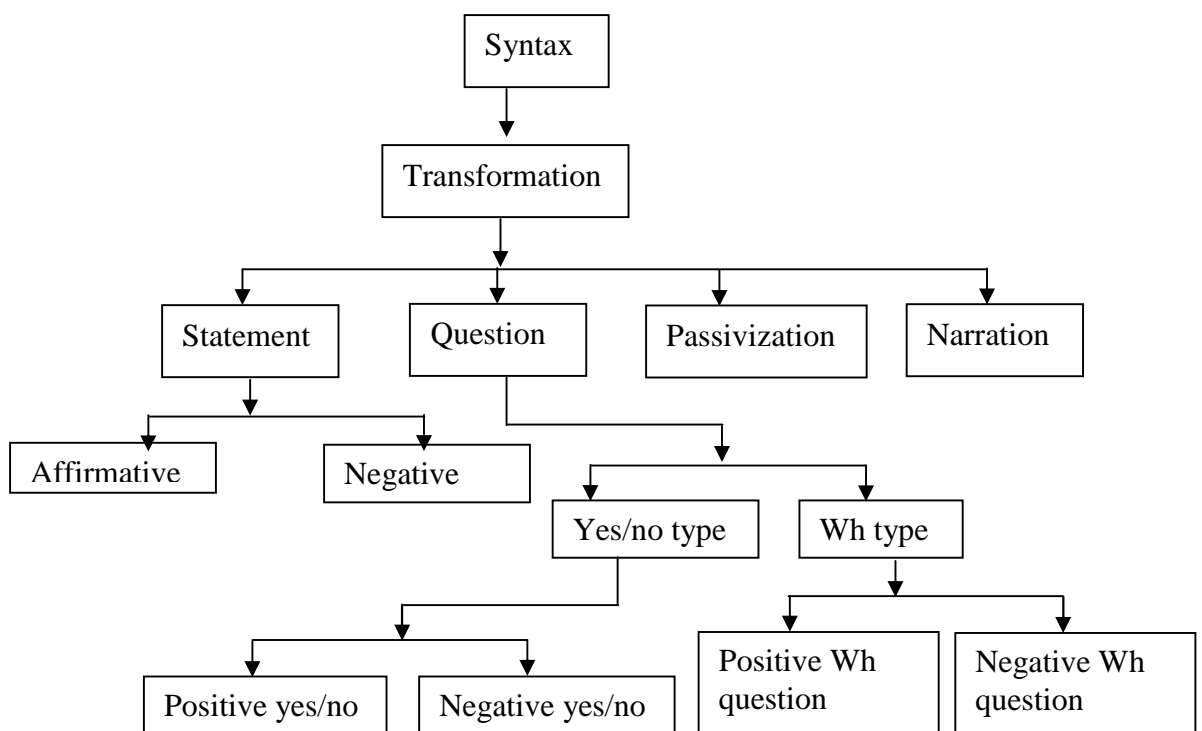 Syntax
Transformation
Statement
Question
Passivization
Narration
Affirmative
Negative
Yes/no type
Wh type
Positive yes/no
Negative yes/no
Positive Wh
question
Negative Wh
question